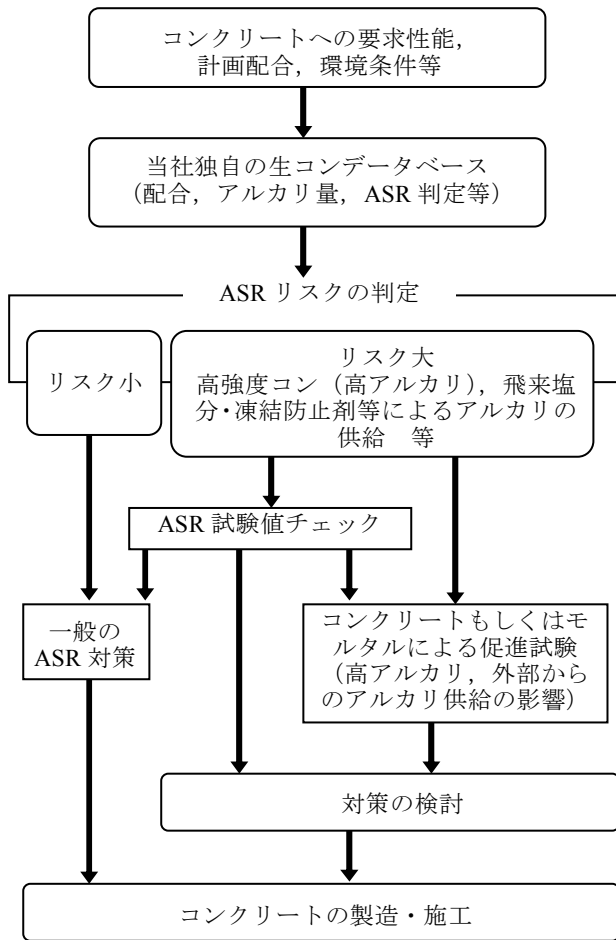 コンクリートへの要求性能，
計画配合，環境条件等
当社独自の生コンデータベース
（配合，アルカリ量，ASR 判定等）
ASR リスクの判定
リスク小
リスク大
高強度コン（高アルカリ），飛来塩
分・凍結防止剤等によるアルカリの
供給　等
ASR 試験値チェック
一般の
ASR 対策
コンクリートもしくはモ
ルタルによる促進試験
（高アルカリ，外部から
のアルカリ供給の影響）
対策の検討
コンクリートの製造・施工